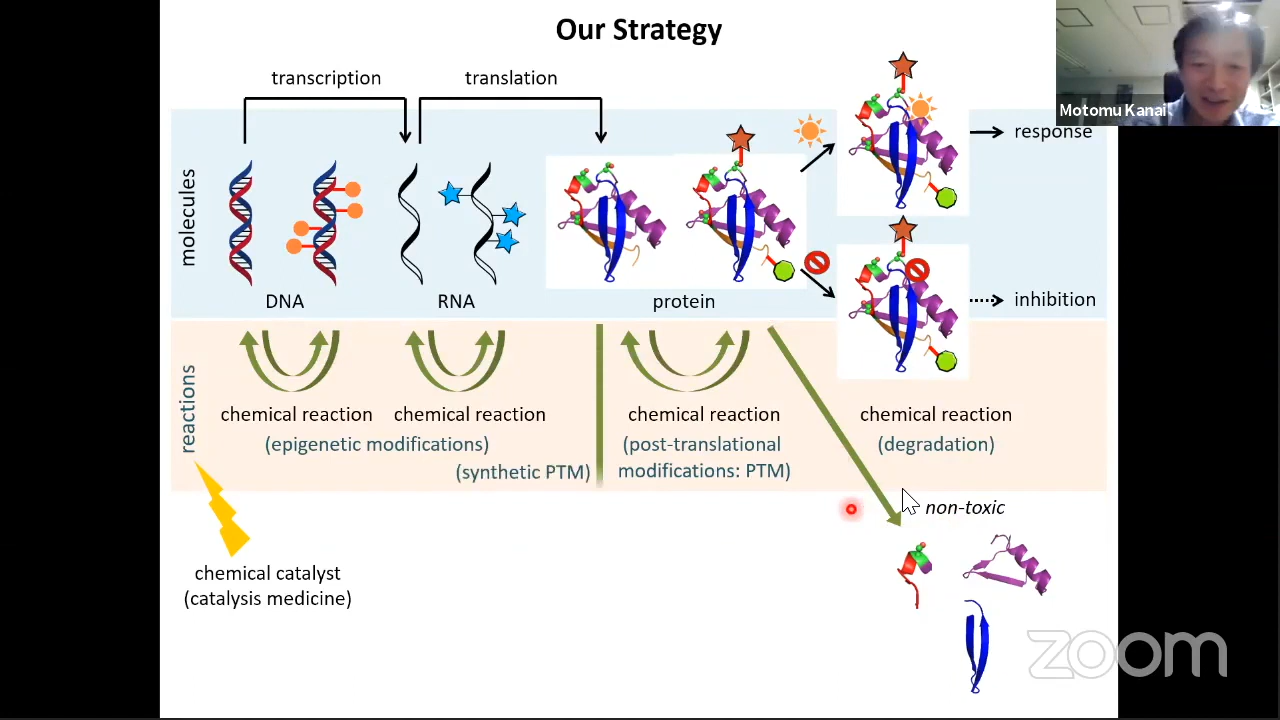 Our Strategy
Motomu Kanai
transcription
translation
response
molecules
DNA
RNA
protein
inhibition
reactions
chemical reaction
chemical reaction
chemical reaction
chemical reaction
(epigenetic modifications)
(post-translational
modifications: PTM)
(degradation)
(synthetic PTM)
non-toxic
chemical catalyst
(catalysis medicine)
zoom